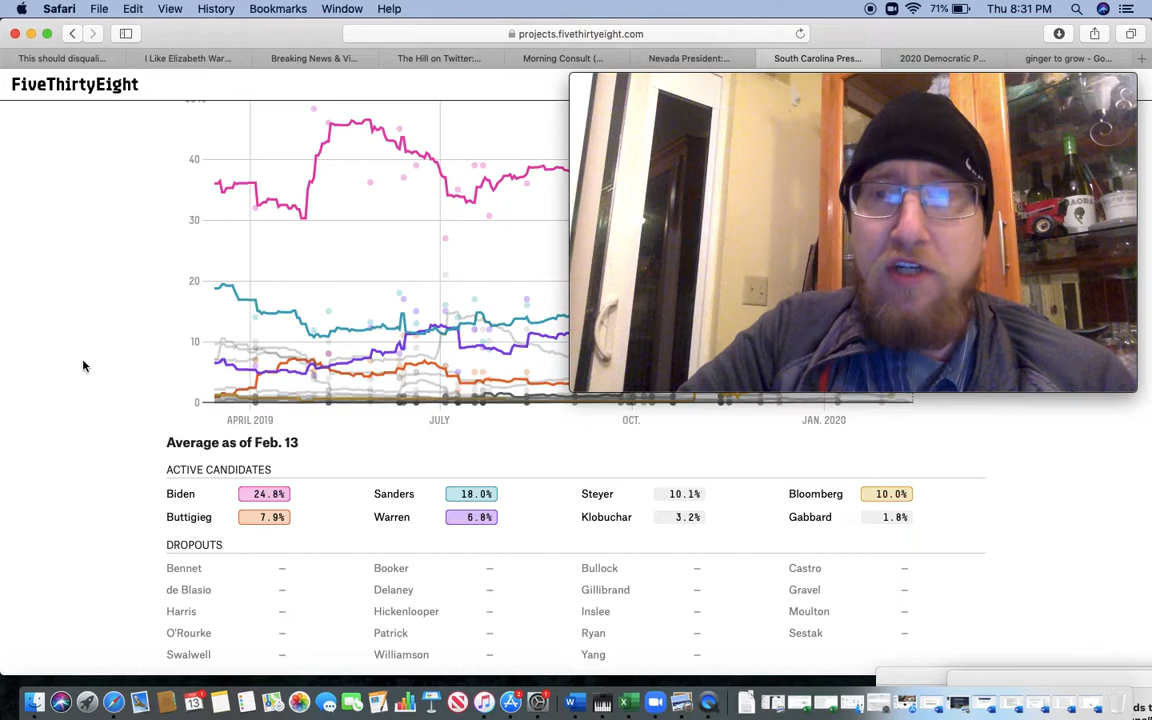 Safari File Edit View History Bookmarks Window Help 71% Thu 8:31 PM
projects.fivethirtyeight.com
This should disquali... I Like Elizabeth War... Breaking News & Vi... The Hill on Twitter:... Morning Consult (... Nevada President:... South Carolina Pres... 2020 Democratic P... ginger to grow - Go...
FiveThirtyEight
40
30
20
10
0
APRIL 2019 JULY OCT. JAN. 2020
Average as of Feb. 13
ACTIVE CANDIDATES
Biden 24.8% Sanders 18.0% Steyer 10.1% Bloomberg 10.0%
Buttigieg 7.9% Warren 6.8% Klobuchar 3.2% Gabbard 1.8%
DROPOUTS
Bennet – Booker – Bullock – Castro –
de Blasio – Delaney – Gillibrand – Gravel –
Harris – Hickenlooper – Inslee – Moulton –
O'Rourke – Patrick – Ryan – Sestak –
Swalwell – Williamson – Yang –